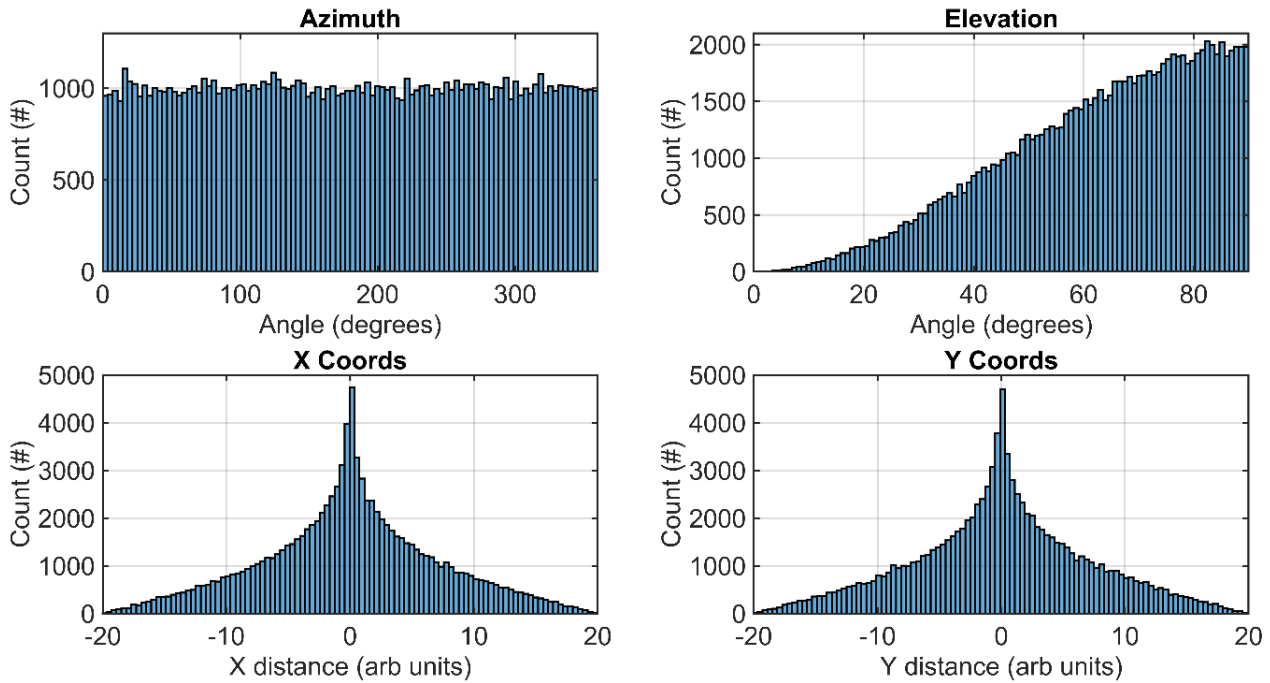 Azimuth
Count (#)
1000
500
0
0 100 200 300
Angle (degrees)
Elevation
Count (#)
2000
1500
1000
500
0
0 20 40 60 80
Angle (degrees)
X Coords
Count (#)
5000
4000
3000
2000
1000
0
-20 -10 0 10 20
X distance (arb units)
Y Coords
Count (#)
5000
4000
3000
2000
1000
0
-20 -10 0 10 20
Y distance (arb units)